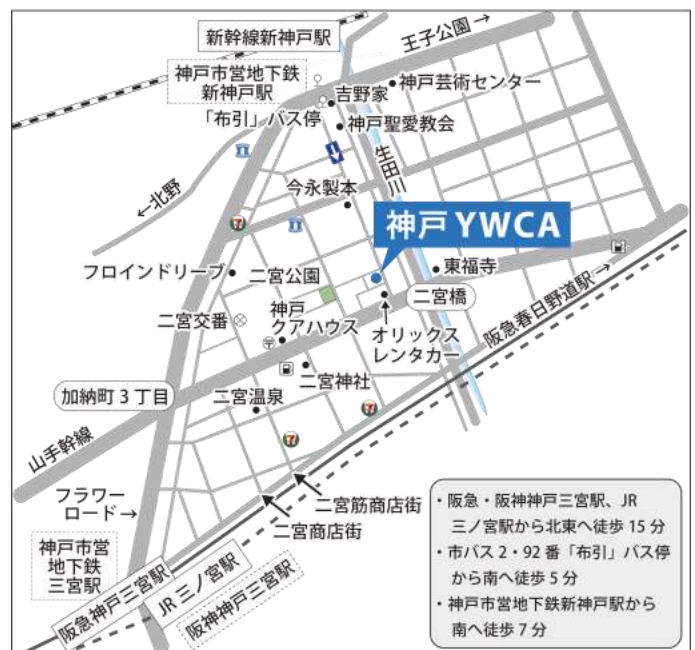 新幹線新神戸駅
王子公園→
神戸市営地下鉄
新神戸駅
神戸芸術センター
吉野家
「布引」バス停
神戸聖愛教会
生田川
←北野
今永製本
神戸 YWCA
フロインドリーブ
二宮公園
東福寺
二宮橋
神戸
クアハウス
二宮交番
オリックス
レンタカー
阪急春日野道駅→
二宮神社
加納町3丁目
二宮温泉
山手幹線
フラワー
ロード→
二宮筋商店街
二宮商店街
神戸市営
地下鉄
三宮駅
阪急神戸三宮駅
JR 三ノ宮駅
阪神神戸三宮駅
・阪急・阪神神戸三宮駅、JR
三ノ宮駅から北東へ徒歩 15 分
・市バス 2・92 番「布引」バス停
から南へ徒歩 5 分
・神戸市営地下鉄新神戸駅から
南へ徒歩 7 分